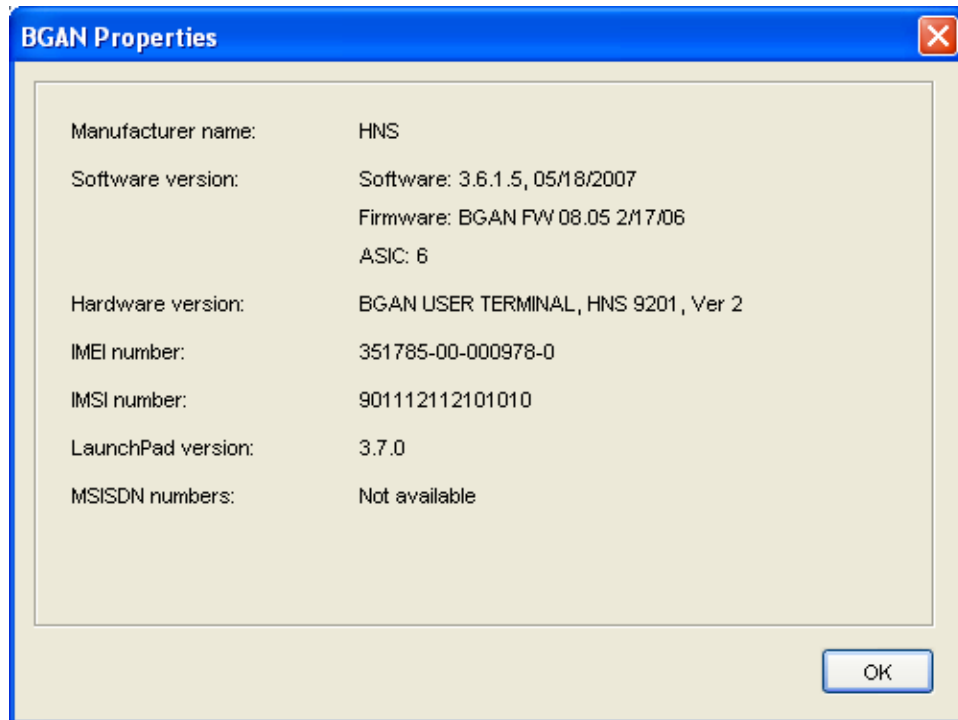 BGAN Properties
Manufacturer name: HNS
Software version: Software: 3.6.1.5, 05/18/2007
Firmware: BGAN FW 08.05 2/17/06
ASIC: 6
Hardware version: BGAN USER TERMINAL, HNS 9201, Ver 2
IMEI number: 351785-00-000978-0
IMSI number: 901112112101010
LaunchPad version: 3.7.0
MSISDN numbers: Not available
OK